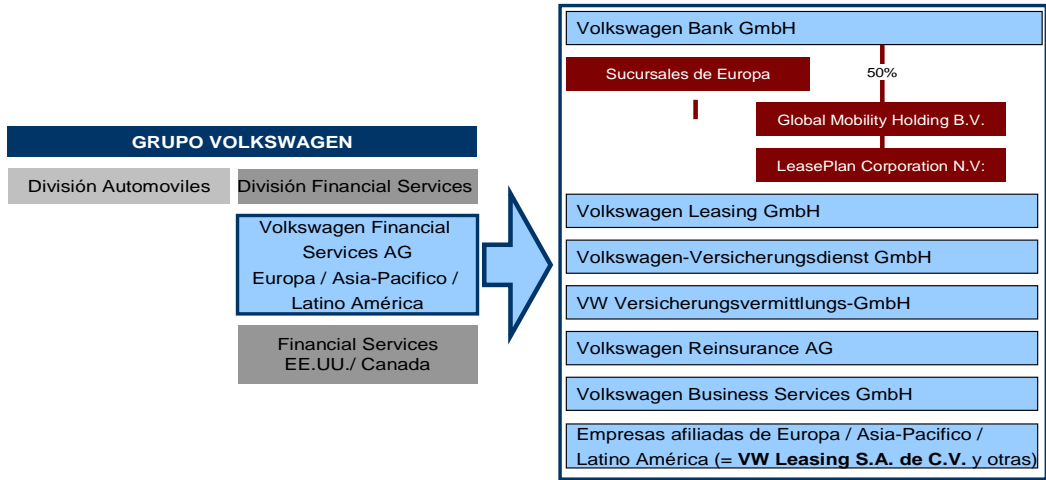 GRUPO VOLKSWAGEN
División Automoviles
División Financial Services
Volkswagen Financial
Services AG
Europa / Asia-Pacifico /
Latino América
Financial Services
EE.UU./ Canada
Volkswagen Bank GmbH
Sucursales de Europa
50%
Global Mobility Holding B.V.
LeasePlan Corporation N.V:
Volkswagen Leasing GmbH
Volkswagen-Versicherungsdienst GmbH
VW Versicherungsvermittlungs-GmbH
Volkswagen Reinsurance AG
Volkswagen Business Services GmbH
Empresas afiliadas de Europa / Asia-Pacifico /
Latino América (= VW Leasing S.A. de C.V. y otras)